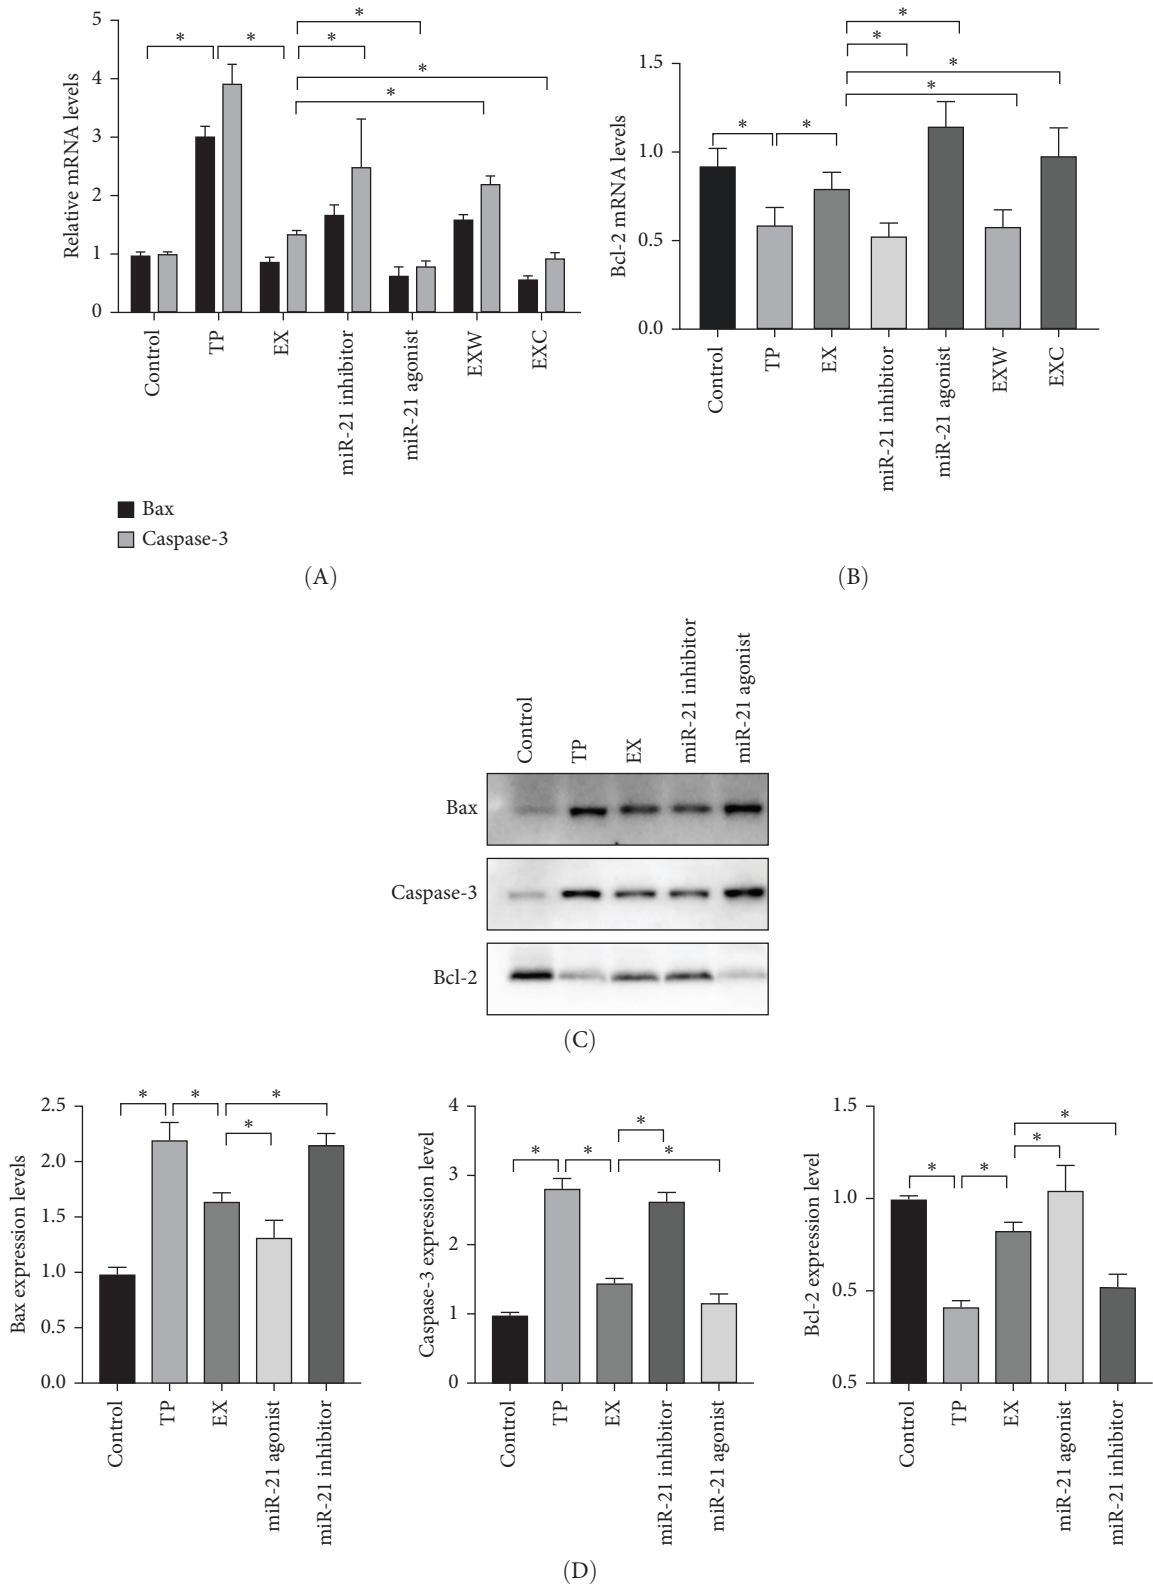 * * * * * *
Relative mRNA levels
5
4
3
2
1
0
Control
TP
EX
miR-21 inhibitor
miR-21 agonist
EXW
EXC
Bax
Caspase-3
(A)
* * * * * *
Bcl-2 mRNA levels
1.5
1.0
0.5
0.0
Control
TP
EX
miR-21 inhibitor
miR-21 agonist
EXW
EXC
(B)
Control
TP
EX
miR-21 inhibitor
miR-21 agonist
Bax
Caspase-3
Bcl-2
(C)
* * * *
Bax expression levels
2.5
2.0
1.5
1.0
0.5
0.0
Control
TP
EX
miR-21 agonist
miR-21 inhibitor
* * * *
Caspase-3 expression level
4
3
2
1
0
Control
TP
EX
miR-21 inhibitor
miR-21 agonist
* * * *
Bcl-2 expression level
1.5
1.0
0.5
0.5
Control
TP
EX
miR-21 agonist
miR-21 inhibitor
(D)